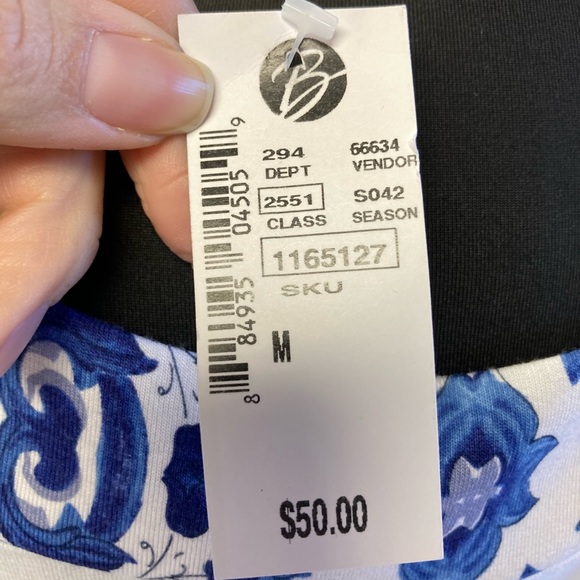 B
294 66634
DEPT VENDOR
2551 S042
CLASS SEASON
1165127
SKU
M
$50.00
8 84935 04505 9